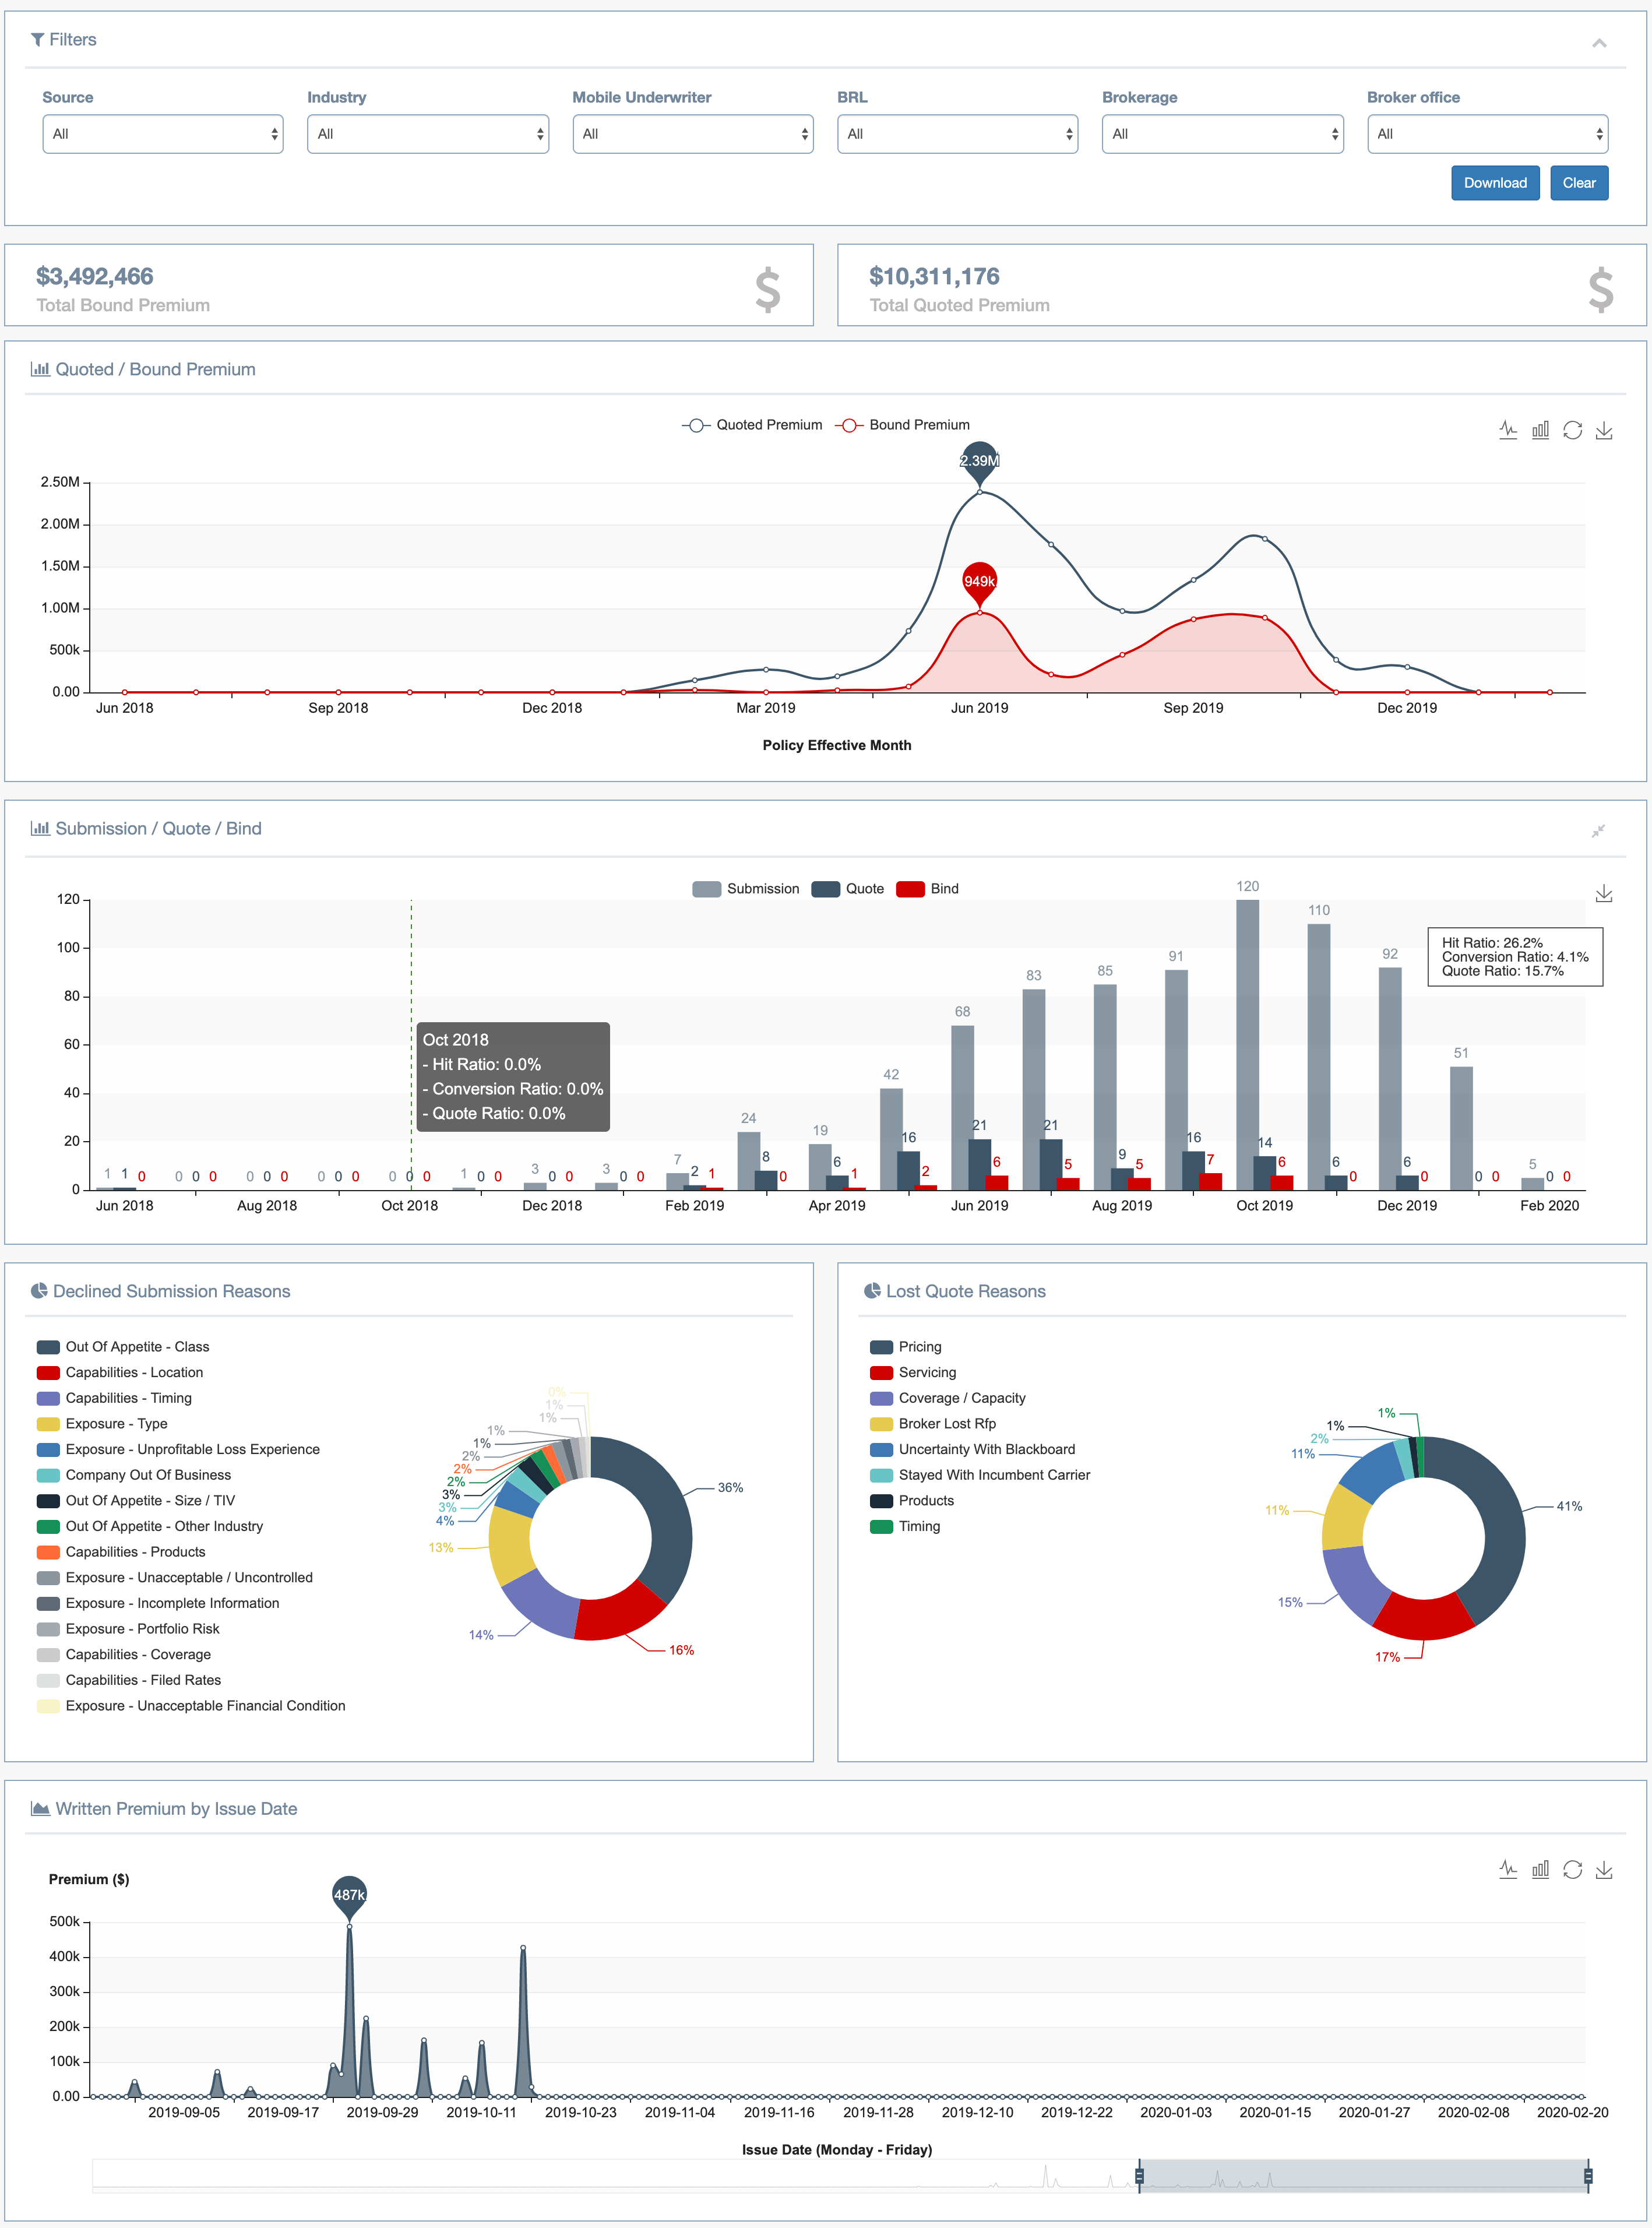 Filters
Source Industry Mobile Underwriter BRL Brokerage Broker office
All All All All All All
Download Clear
$3,492,466
Total Bound Premium
$10,311,176
Total Quoted Premium
Quoted / Bound Premium
Quoted Premium Bound Premium
2.39M
949k
2.50M
2.00M
1.50M
1.00M
500k
0.00
Jun 2018 Sep 2018 Dec 2018 Mar 2019 Jun 2019 Sep 2019 Dec 2019
Policy Effective Month
Submission / Quote / Bind
Submission Quote Bind
120
100
80
60
40
20
0
Hit Ratio: 26.2%
Conversion Ratio: 4.1%
Quote Ratio: 15.7%
Oct 2018
- Hit Ratio: 0.0%
- Conversion Ratio: 0.0%
- Quote Ratio: 0.0%
1 1 0 0 0 0 0 0 0 0 0 0 0 0 0 1 0 0 3 0 0 3 0 0 7 2 1 24 8 0 19 6 1 42 16 2 68 21 6 83 21 5 85 9 5 91 16 7 120 14 6 110 6 0 92 6 0 51 0 0 5 0 0
Jun 2018 Aug 2018 Oct 2018 Dec 2018 Feb 2019 Apr 2019 Jun 2019 Aug 2019 Oct 2019 Dec 2019 Feb 2020
Declined Submission Reasons
Out Of Appetite - Class
Capabilities - Location
Capabilities - Timing
Exposure - Type
Exposure - Unprofitable Loss Experience
Company Out Of Business
Out Of Appetite - Size / TIV
Out Of Appetite - Other Industry
Capabilities - Products
Exposure - Unacceptable / Uncontrolled
Exposure - Incomplete Information
Exposure - Portfolio Risk
Capabilities - Coverage
Capabilities - Filed Rates
Exposure - Unacceptable Financial Condition
0%
1%
1%
1%
1%
2%
2%
2%
3%
3%
4%
13%
14%
16%
36%
Lost Quote Reasons
Pricing
Servicing
Coverage / Capacity
Broker Lost Rfp
Uncertainty With Blackboard
Stayed With Incumbent Carrier
Products
Timing
1%
1%
2%
11%
11%
15%
17%
41%
Written Premium by Issue Date
Premium ($)
487k
500k
400k
300k
200k
100k
0.00
2019-09-05 2019-09-17 2019-09-29 2019-10-11 2019-10-23 2019-11-04 2019-11-16 2019-11-28 2019-12-10 2019-12-22 2020-01-03 2020-01-15 2020-01-27 2020-02-08 2020-02-20
Issue Date (Monday - Friday)